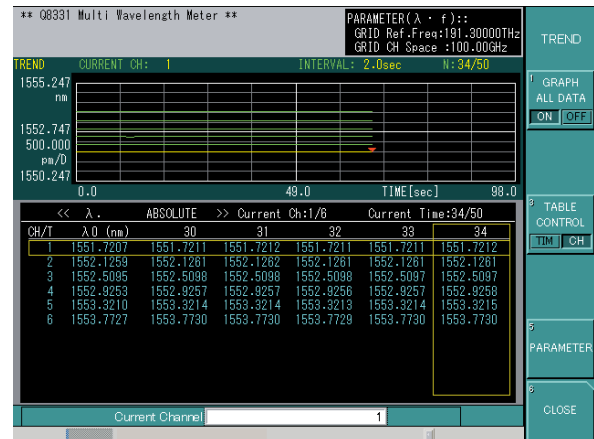 ** Q8331 Multi Wavelength Meter **
PARAMETER(λ · f)::
GRID Ref.Freq:191.30000THz
GRID CH Space :100.00GHz
TREND
TREND CURRENT CH: 1 INTERVAL: 2.0sec N:34/50
1555.247
nm
1552.747
500.000
pm/D
1550.247
0.0 49.0 TIME[sec] 98.0
1 GRAPH
ALL DATA
ON OFF
<< λ. ABSOLUTE >> Current Ch:1/6 Current Time:34/50
CH/T λ0 (nm) 30 31 32 33 34
1 1551.7207 1551.7211 1551.7212 1551.7211 1551.7211 1551.7212
2 1552.1259 1552.1261 1552.1262 1552.1261 1552.1261 1552.1261
3 1552.5095 1552.5098 1552.5098 1552.5098 1552.5097 1552.5097
4 1552.9253 1552.9257 1552.9257 1552.9256 1552.9257 1552.9258
5 1553.3210 1553.3214 1553.3214 1553.3213 1553.3214 1553.3215
6 1553.7727 1553.7730 1553.7730 1553.7729 1553.7730 1553.7730
3 TABLE
CONTROL
TIM CH
5
PARAMETER
6
CLOSE
Current Channel 1